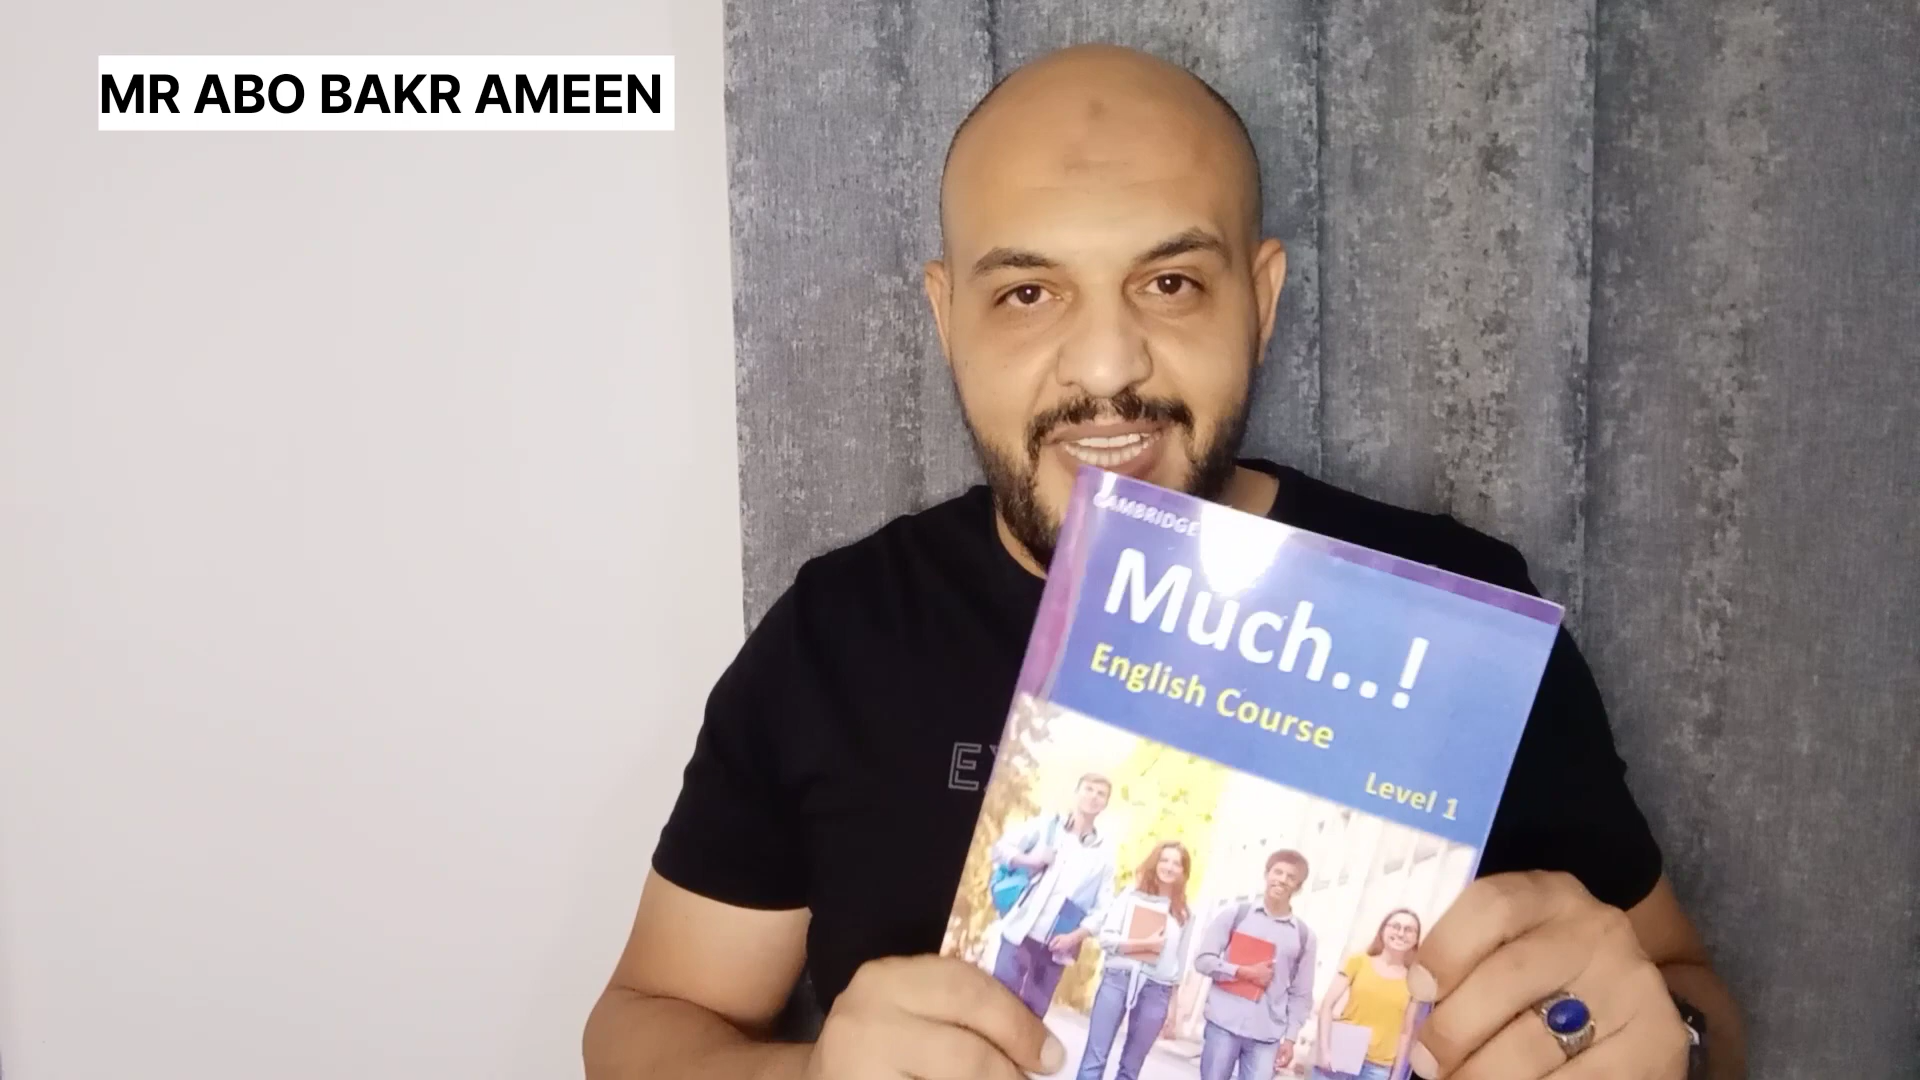 MR ABO BAKR AMEEN
CAMBRIDGE
Much..!
English Course
Level 1